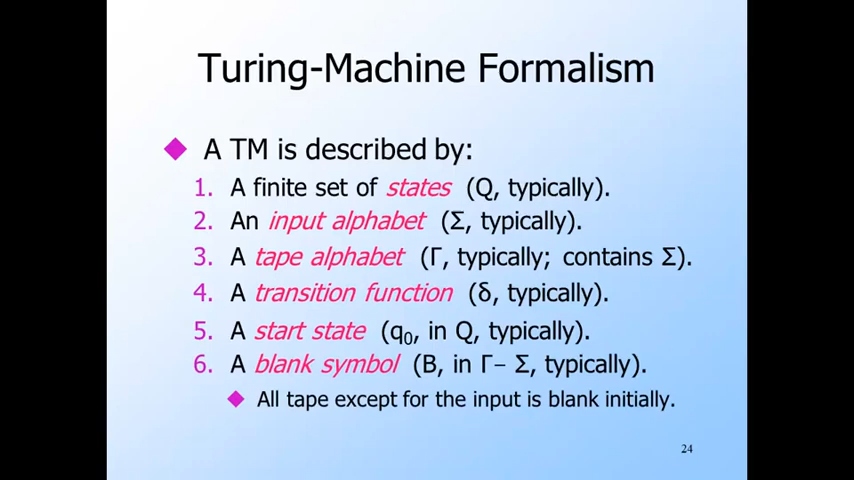 Turing-Machine Formalism
A TM is described by:
1. A finite set of states (Q, typically).
2. An input alphabet (Σ, typically).
3. A tape alphabet (Γ, typically; contains Σ).
4. A transition function (δ, typically).
5. A start state (q₀, in Q, typically).
6. A blank symbol (B, in Γ– Σ, typically).
All tape except for the input is blank initially.
24